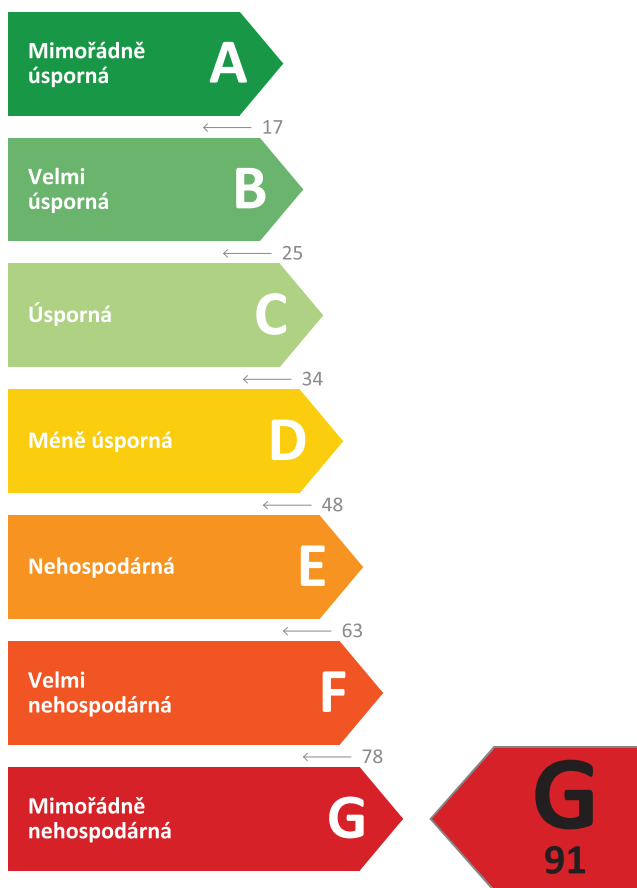 Mimořádně
úsporná
A
17
Velmi
úsporná
B
25
Úsporná
C
34
Méně úsporná
D
48
Nehospodárná
E
63
Velmi
nehospodárná
F
78
Mimořádně
nehospodárná
G
G
91